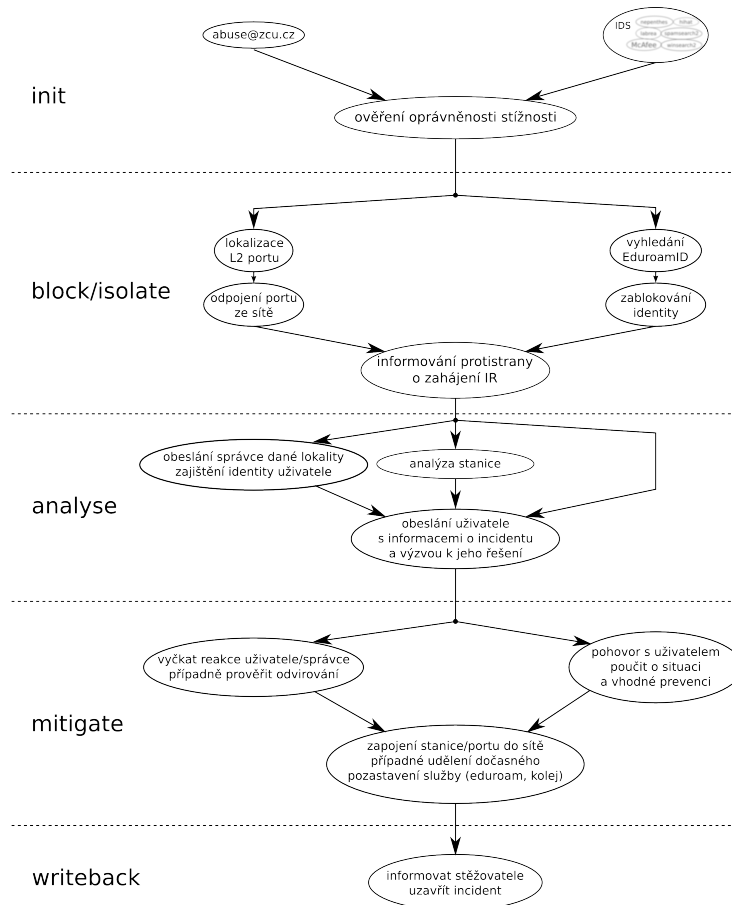 abuse@zcu.cz
IDS
McAfee
init
ověření oprávněnosti stížnosti
lokalizace
L2 portu
vyhledání
EduroamID
block/isolate
odpojení portu
ze sítě
zablokování
identity
informování protistrany
o zahájení IR
obeslání správce dané lokality
zajištění identity uživatele
analýza stanice
analyse
obeslání uživatele
s informacemi o incidentu
a výzvou k jeho řešení
vyčkat reakce uživatele/správce
případně prověřit odvirování
pohovor s uživatelem
poučit o situaci
a vhodné prevenci
mitigate
zapojení stanice/portu do sítě
případné udělení dočasného
pozastavení služby (eduroam, kolej)
writeback
informovat stěžovatele
uzavřít incident